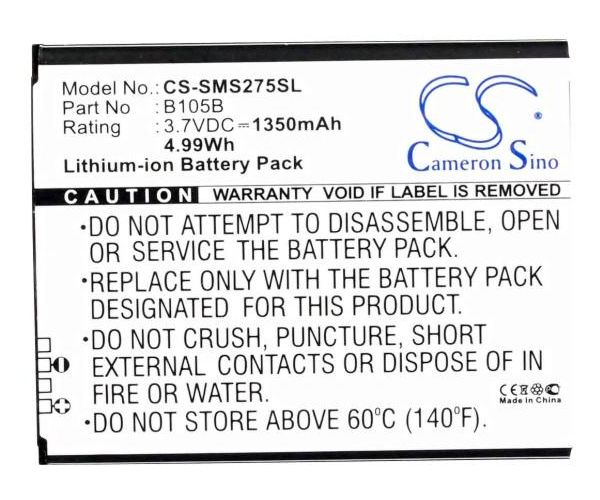 Model No.: CS-SMS275SL
Part No : B105B
Rating : 3.7VDC⎓1350mAh
4.99Wh
Lithium-ion Battery Pack
Cameron Sino
CAUTION WARRANTY VOID IF LABEL IS REMOVED
•DO NOT ATTEMPT TO DISASSEMBLE, OPEN
OR SERVICE THE BATTERY PACK.
•REPLACE ONLY WITH THE BATTERY PACK
DESIGNATED FOR THIS PRODUCT.
•DO NOT CRUSH, PUNCTURE, SHORT
EXTERNAL CONTACTS OR DISPOSE OF
IN FIRE OR WATER.
•DO NOT STORE ABOVE 60°C (140°F).
CE
Made in China